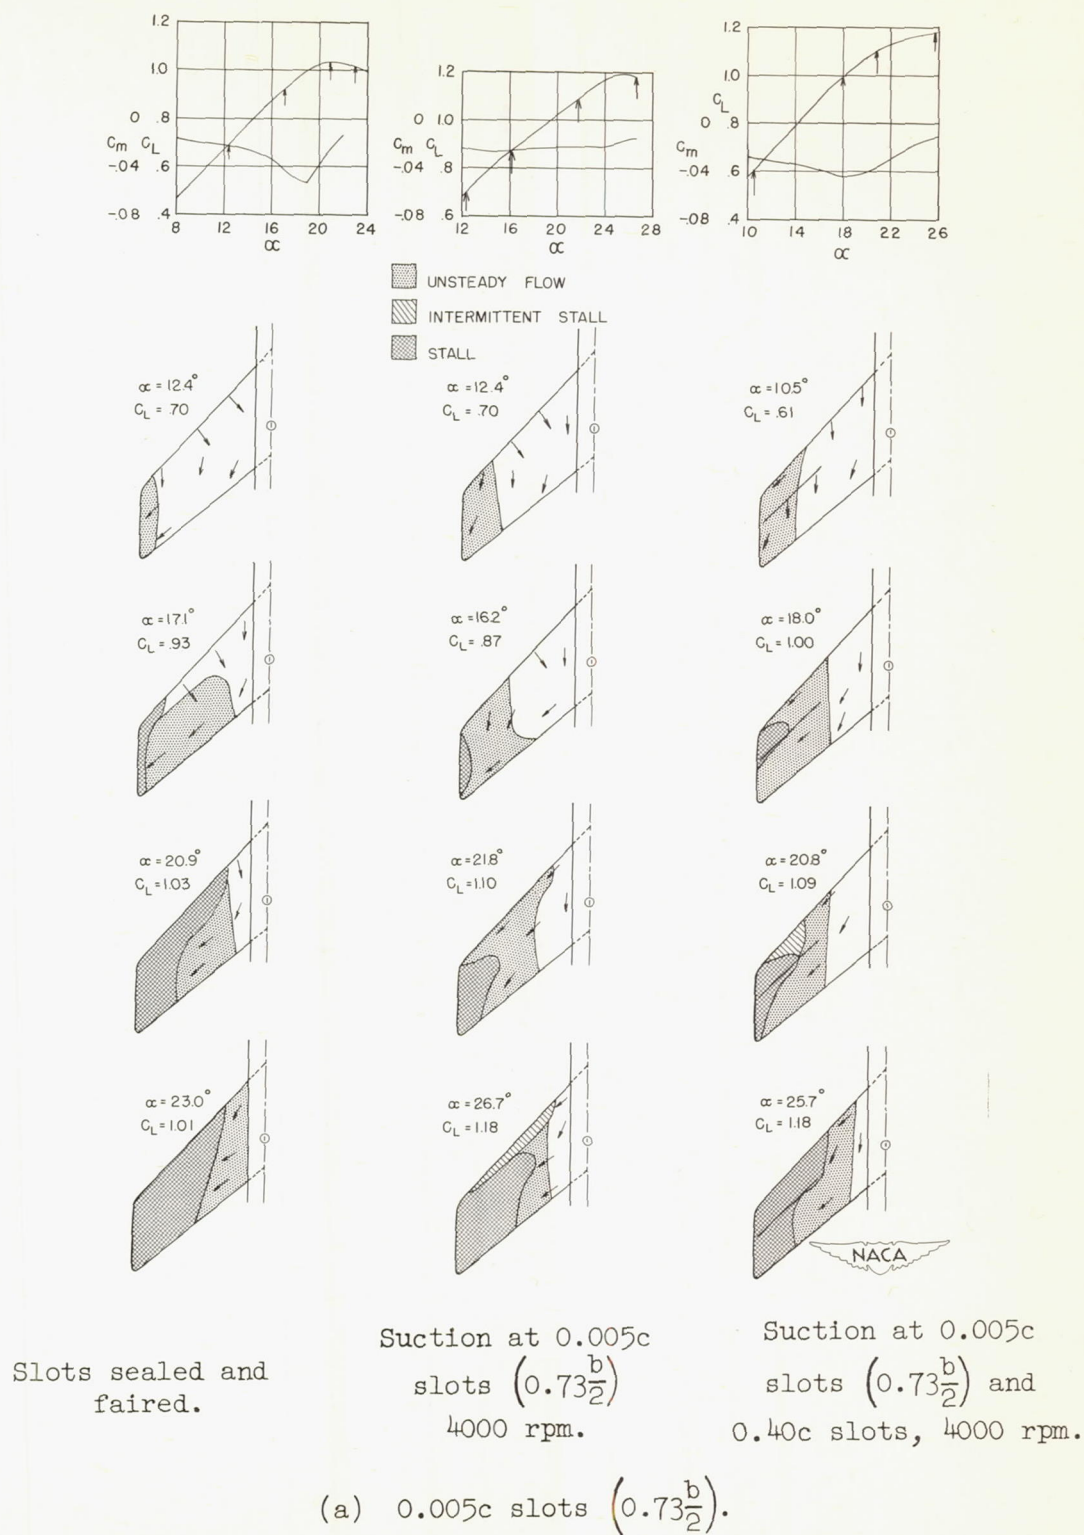 1.2
1.0
0 .8
Cm CL
-.04 .6
-.08 .4
8 12 16 20 24
∝
1.2
0 1.0
Cm CL
-.04 .8
-.08 .6
12 16 20 24 28
∝
1.2
1.0
CL
0 .8
Cm
-.04 .6
-.08 .4
10 14 18 22 26
∝
UNSTEADY FLOW
INTERMITTENT STALL
STALL
∝ = 12.4°
CL = .70
∝ = 12.4°
CL = .70
∝ = 10.5°
CL = .61
∝ = 17.1°
CL = .93
∝ = 16.2°
CL = .87
∝ = 18.0°
CL = 1.00
∝ = 20.9°
CL = 1.03
∝ = 21.8°
CL = 1.10
∝ = 20.8°
CL = 1.09
∝ = 23.0°
CL = 1.01
∝ = 26.7°
CL = 1.18
∝ = 25.7°
CL = 1.18
NACA
Slots sealed and
faired.
Suction at 0.005c
slots (0.73 b/2)
4000 rpm.
Suction at 0.005c
slots (0.73 b/2) and
0.40c slots, 4000 rpm.
(a) 0.005c slots (0.73 b/2).